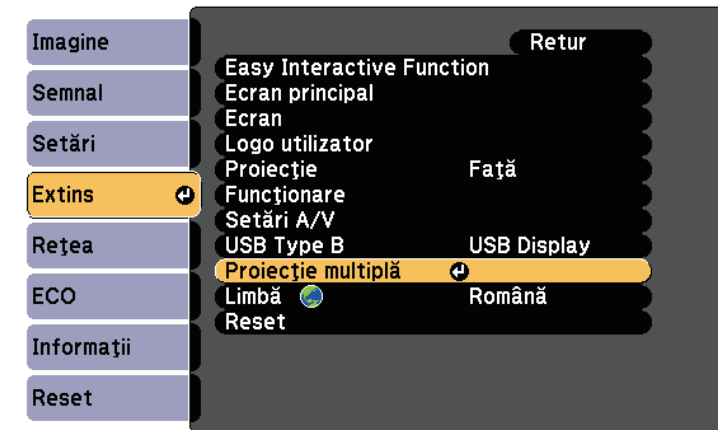 Imagine
Semnal
Setări
Extins
Reţea
ECO
Informaţii
Reset
Retur
Easy Interactive Function
Ecran principal
Ecran
Logo utilizator
Proiecţie Faţă
Funcţionare
Setări A/V
USB Type B USB Display
Proiecţie multiplă
Limbă Română
Reset